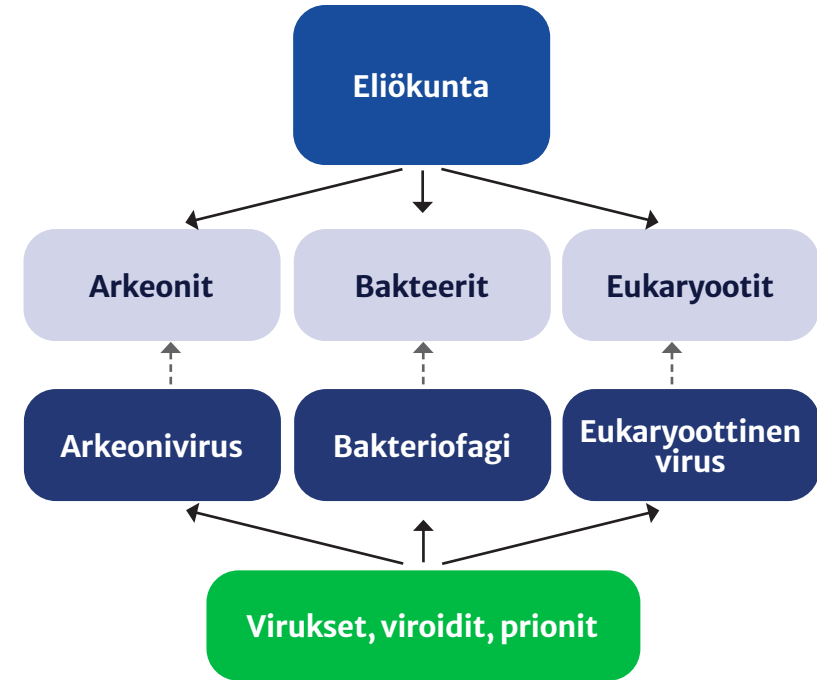 Eliökunta
Arkeonit
Bakteerit
Eukaryootit
Arkeonivirus
Bakteriofagi
Eukaryoottinen
virus
Virukset, viroidit, prionit